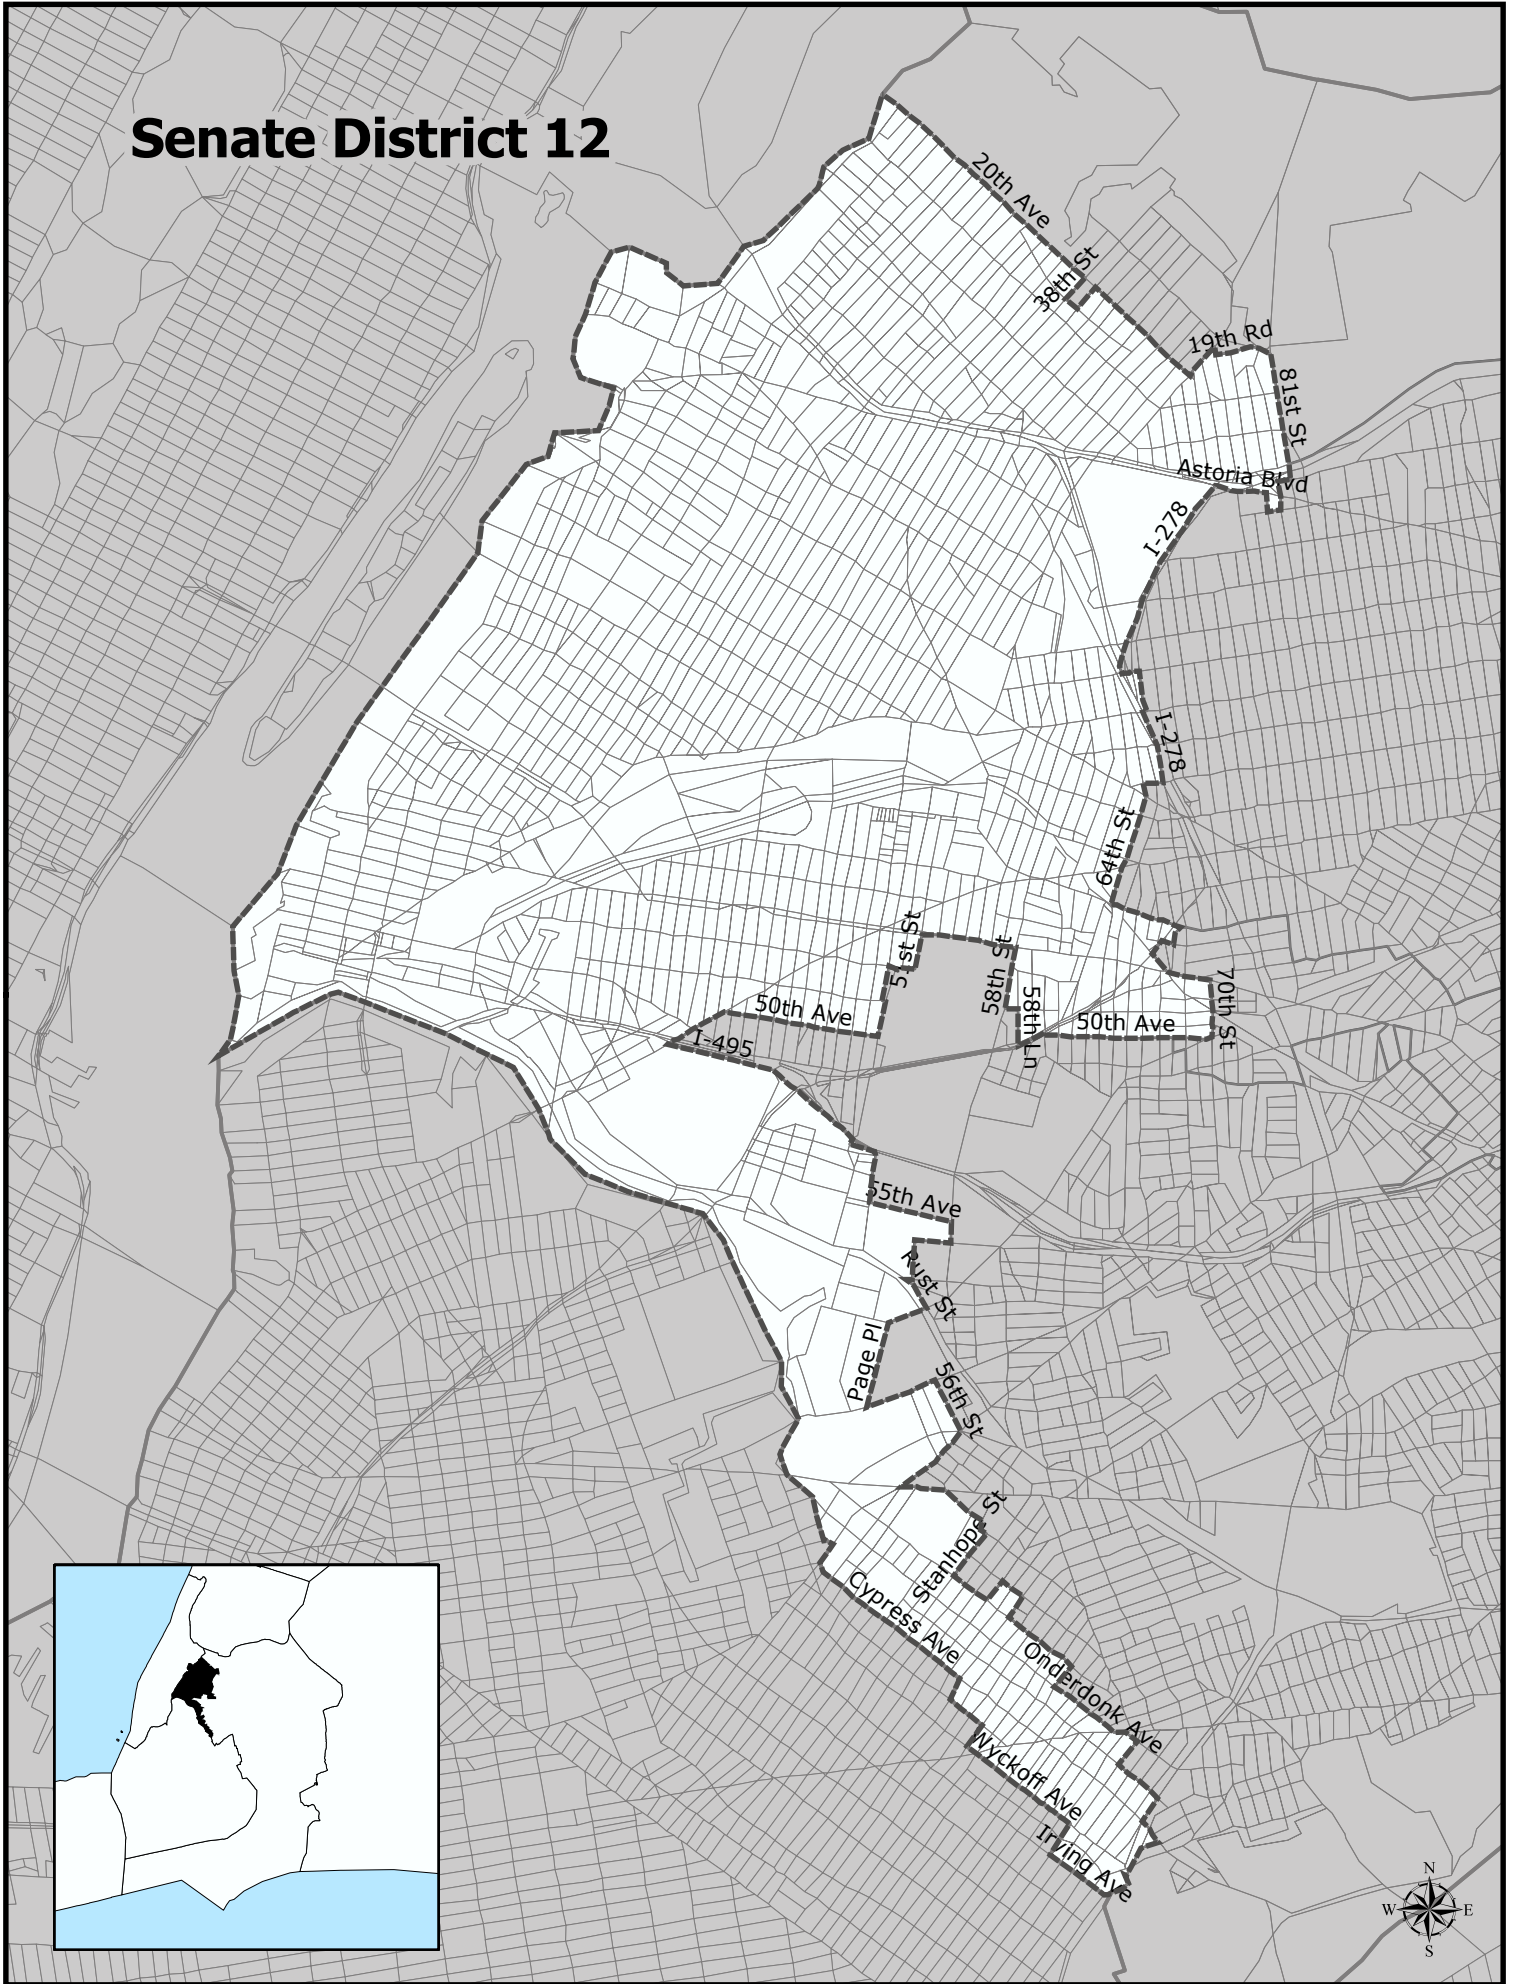 Senate District 12
20th Ave
38th St
19th Rd
81st St
Astoria Blvd
I-278
I-278
64th St
51st St
58th St
70th St
50th Ave
58th Ln
50th Ave
I-495
55th Ave
Rust St
Page Pl
56th St
Stanhope St
Cypress Ave
Onderdonk Ave
Wyckoff Ave
Irving Ave
N
W E
S